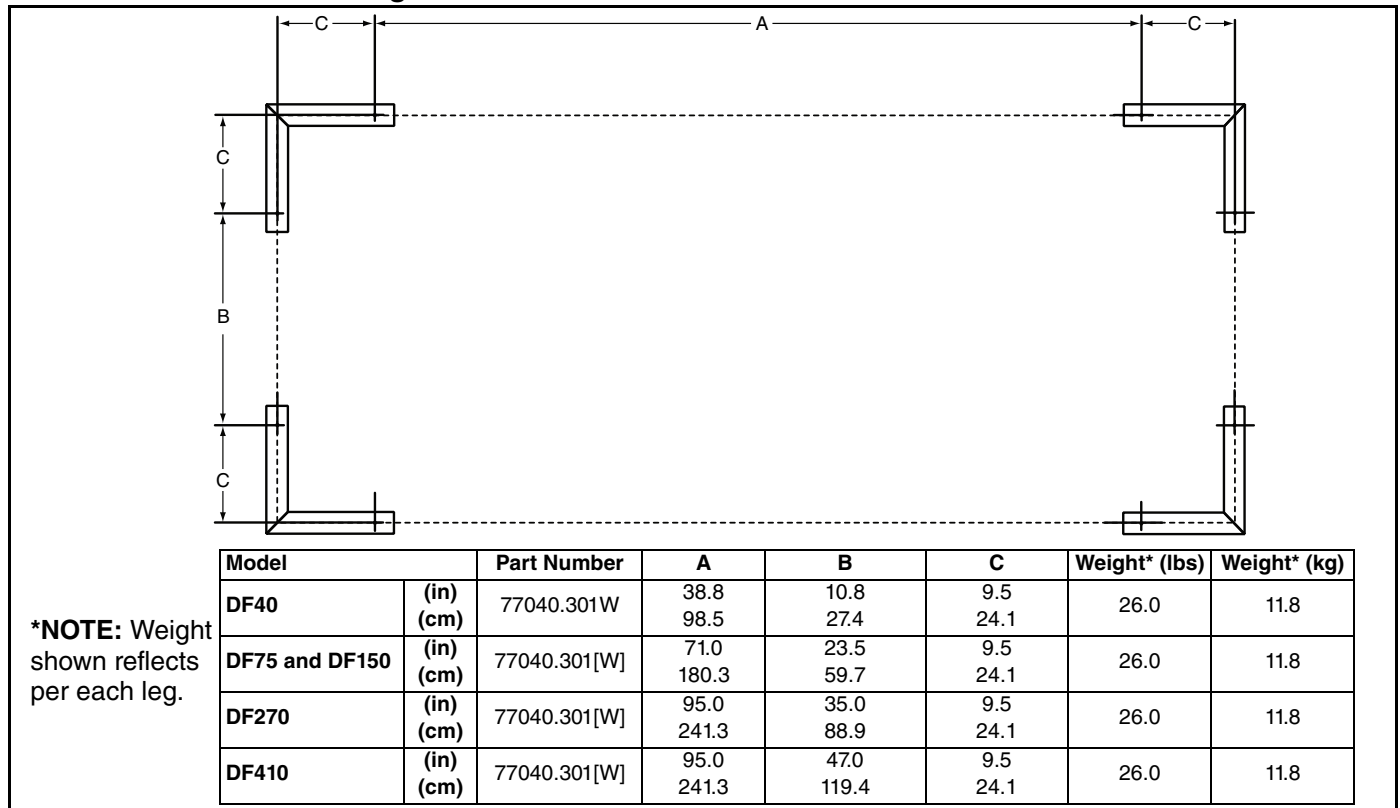 C A C
C
B
C
Model Part Number A B C Weight* (lbs) Weight* (kg)
DF40 (in) 77040.301W 38.8 10.8 9.5 26.0 11.8
(cm) 98.5 27.4 24.1
DF75 and DF150 (in) 77040.301[W] 71.0 23.5 9.5 26.0 11.8
(cm) 180.3 59.7 24.1
DF270 (in) 77040.301[W] 95.0 35.0 9.5 26.0 11.8
(cm) 241.3 88.9 24.1
DF410 (in) 77040.301[W] 95.0 47.0 9.5 26.0 11.8
(cm) 241.3 119.4 24.1
*NOTE: Weight
shown reflects
per each leg.